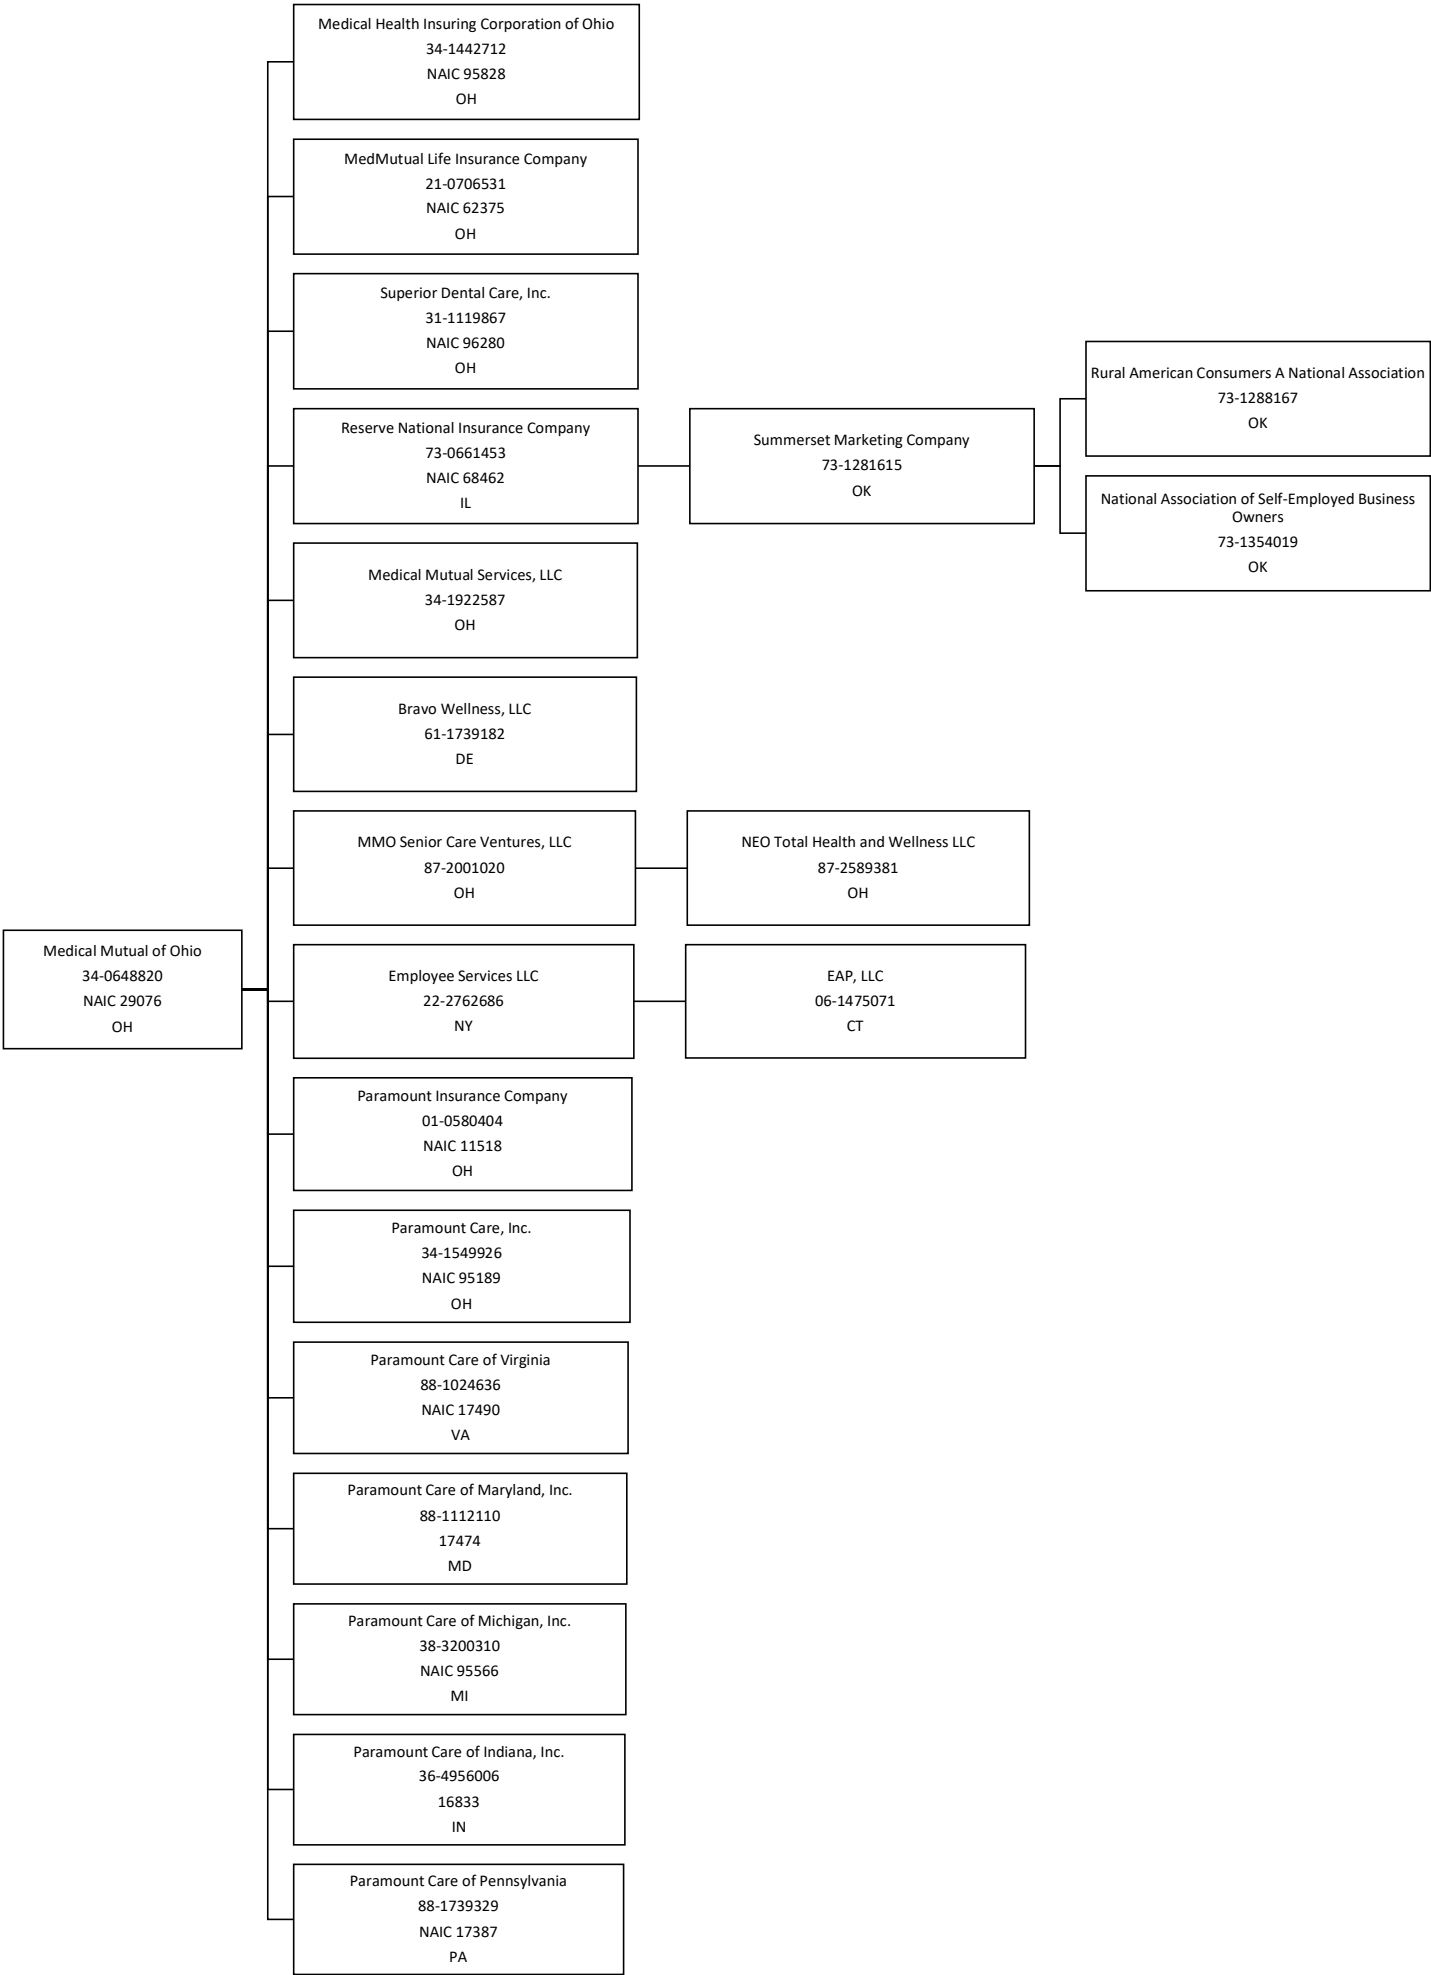 Medical Health Insuring Corporation of Ohio
34-1442712
NAIC 95828
OH
MedMutual Life Insurance Company
21-0706531
NAIC 62375
OH
Superior Dental Care, Inc.
31-1119867
NAIC 96280
OH
Reserve National Insurance Company
73-0661453
NAIC 68462
IL
Summerset Marketing Company
73-1281615
OK
Rural American Consumers A National Association
73-1288167
OK
National Association of Self-Employed Business
Owners
73-1354019
OK
Medical Mutual Services, LLC
34-1922587
OH
Bravo Wellness, LLC
61-1739182
DE
MMO Senior Care Ventures, LLC
87-2001020
OH
NEO Total Health and Wellness LLC
87-2589381
OH
Medical Mutual of Ohio
34-0648820
NAIC 29076
OH
Employee Services LLC
22-2762686
NY
EAP, LLC
06-1475071
CT
Paramount Insurance Company
01-0580404
NAIC 11518
OH
Paramount Care, Inc.
34-1549926
NAIC 95189
OH
Paramount Care of Virginia
88-1024636
NAIC 17490
VA
Paramount Care of Maryland, Inc.
88-1112110
17474
MD
Paramount Care of Michigan, Inc.
38-3200310
NAIC 95566
MI
Paramount Care of Indiana, Inc.
36-4956006
16833
IN
Paramount Care of Pennsylvania
88-1739329
NAIC 17387
PA